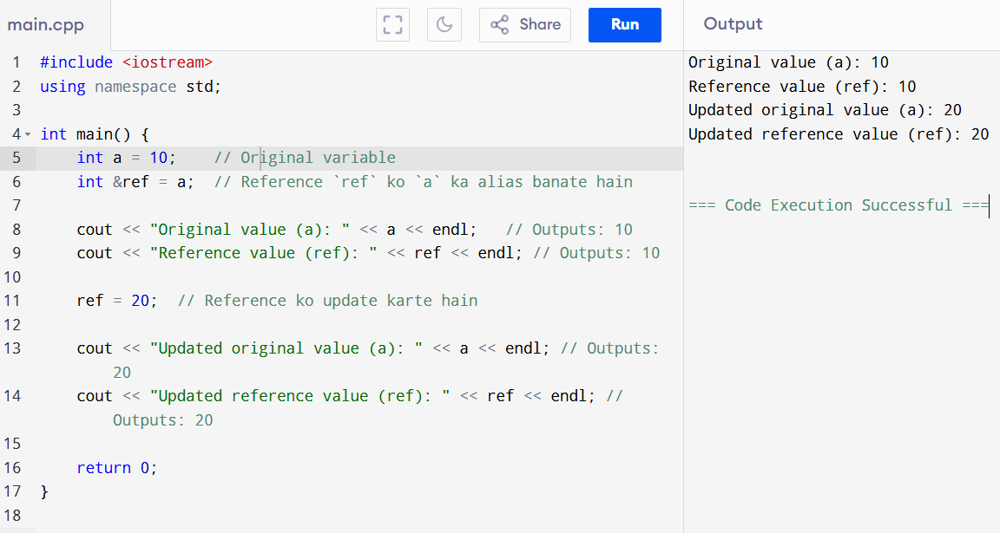 main.cpp
Share
Run
Output
1 #include <iostream>
2 using namespace std;
3
4 int main() {
5     int a = 10;    // Original variable
6     int &ref = a;  // Reference `ref` ko `a` ka alias banate hain
7
8     cout << "Original value (a): " << a << endl;   // Outputs: 10
9     cout << "Reference value (ref): " << ref << endl; // Outputs: 10
10
11     ref = 20;  // Reference ko update karte hain
12
13     cout << "Updated original value (a): " << a << endl; // Outputs:
20
14     cout << "Updated reference value (ref): " << ref << endl; //
Outputs: 20
15
16     return 0;
17 }
18
Original value (a): 10
Reference value (ref): 10
Updated original value (a): 20
Updated reference value (ref): 20
=== Code Execution Successful ===